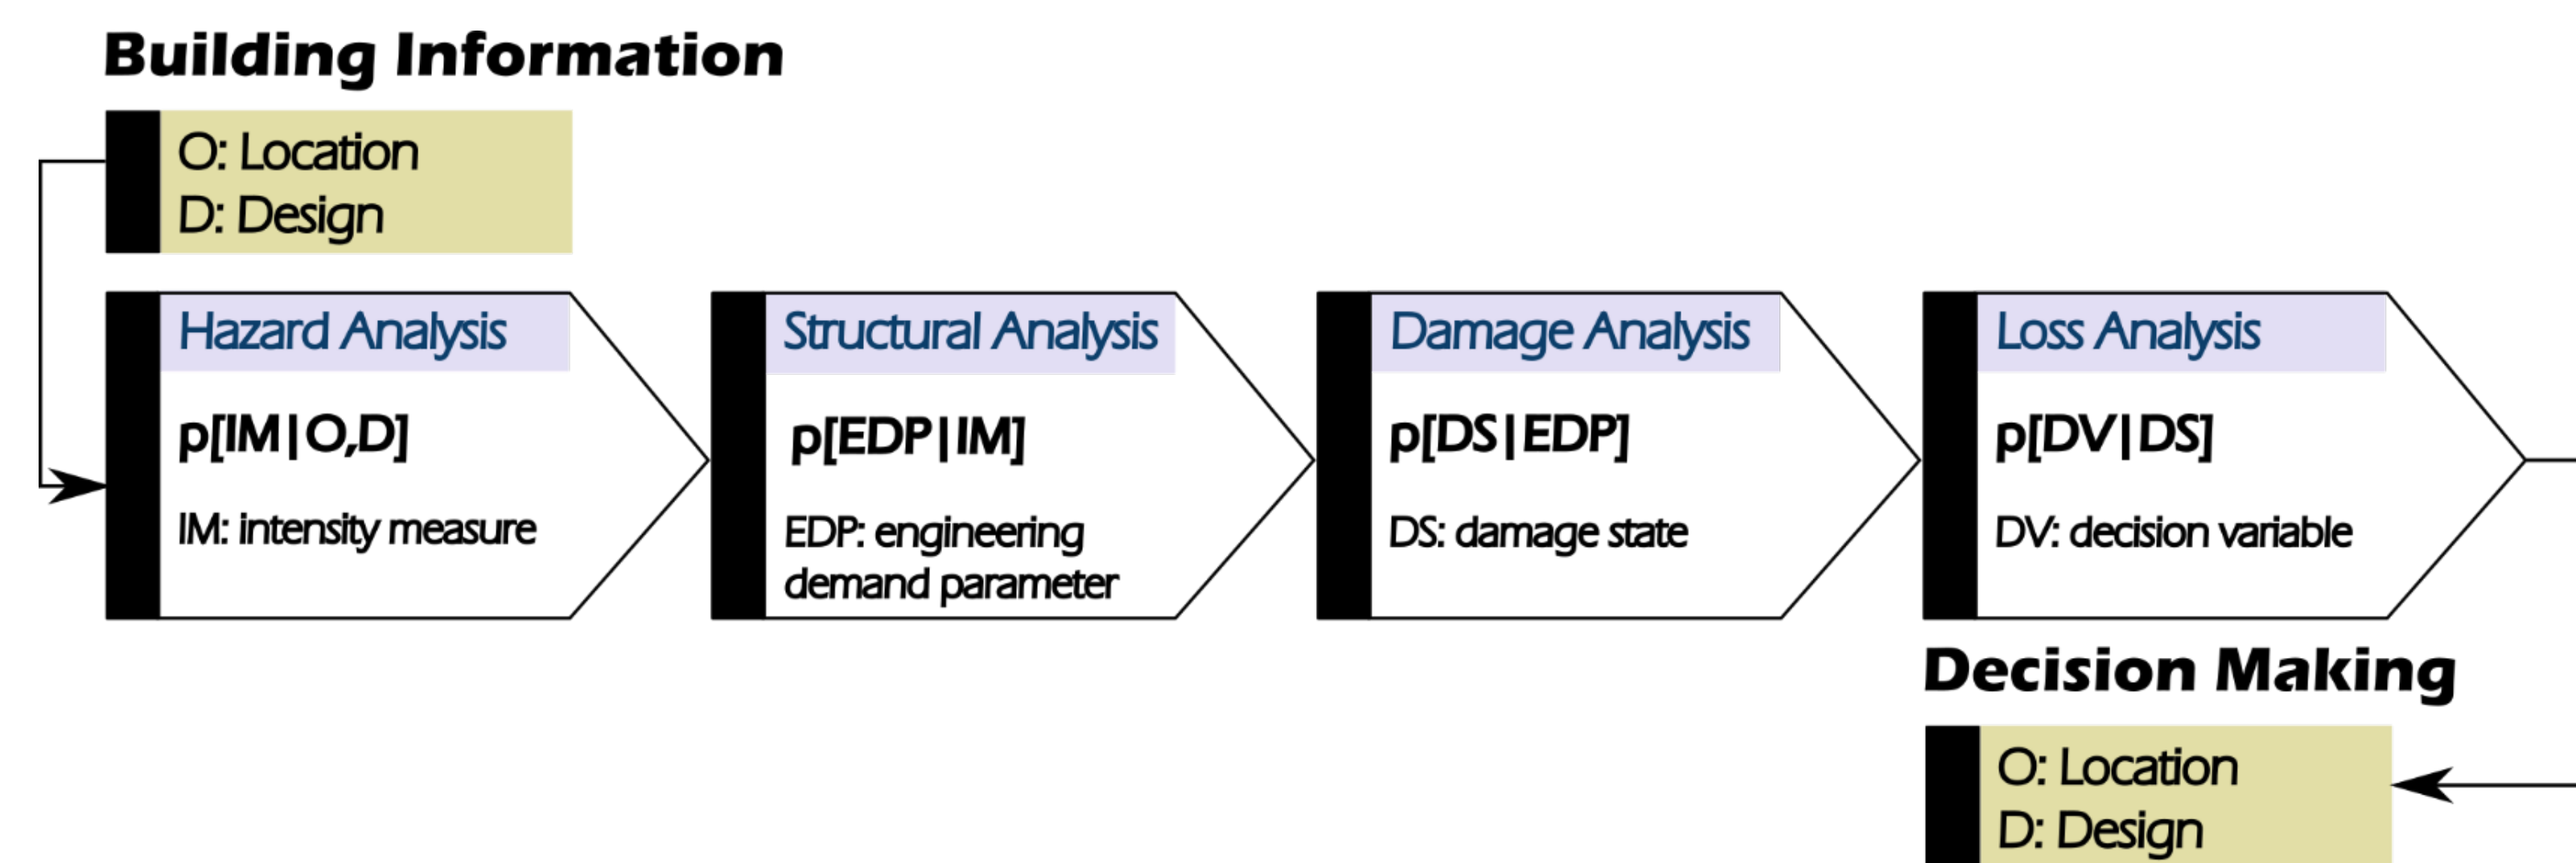 Building Information
O: Location
D: Design
Hazard Analysis
p[IM|O,D]
IM: intensity measure
Structural Analysis
p[EDP|IM]
EDP: engineering
demand parameter
Damage Analysis
p[DS|EDP]
DS: damage state
Loss Analysis
p[DV|DS]
DV: decision variable
Decision Making
O: Location
D: Design